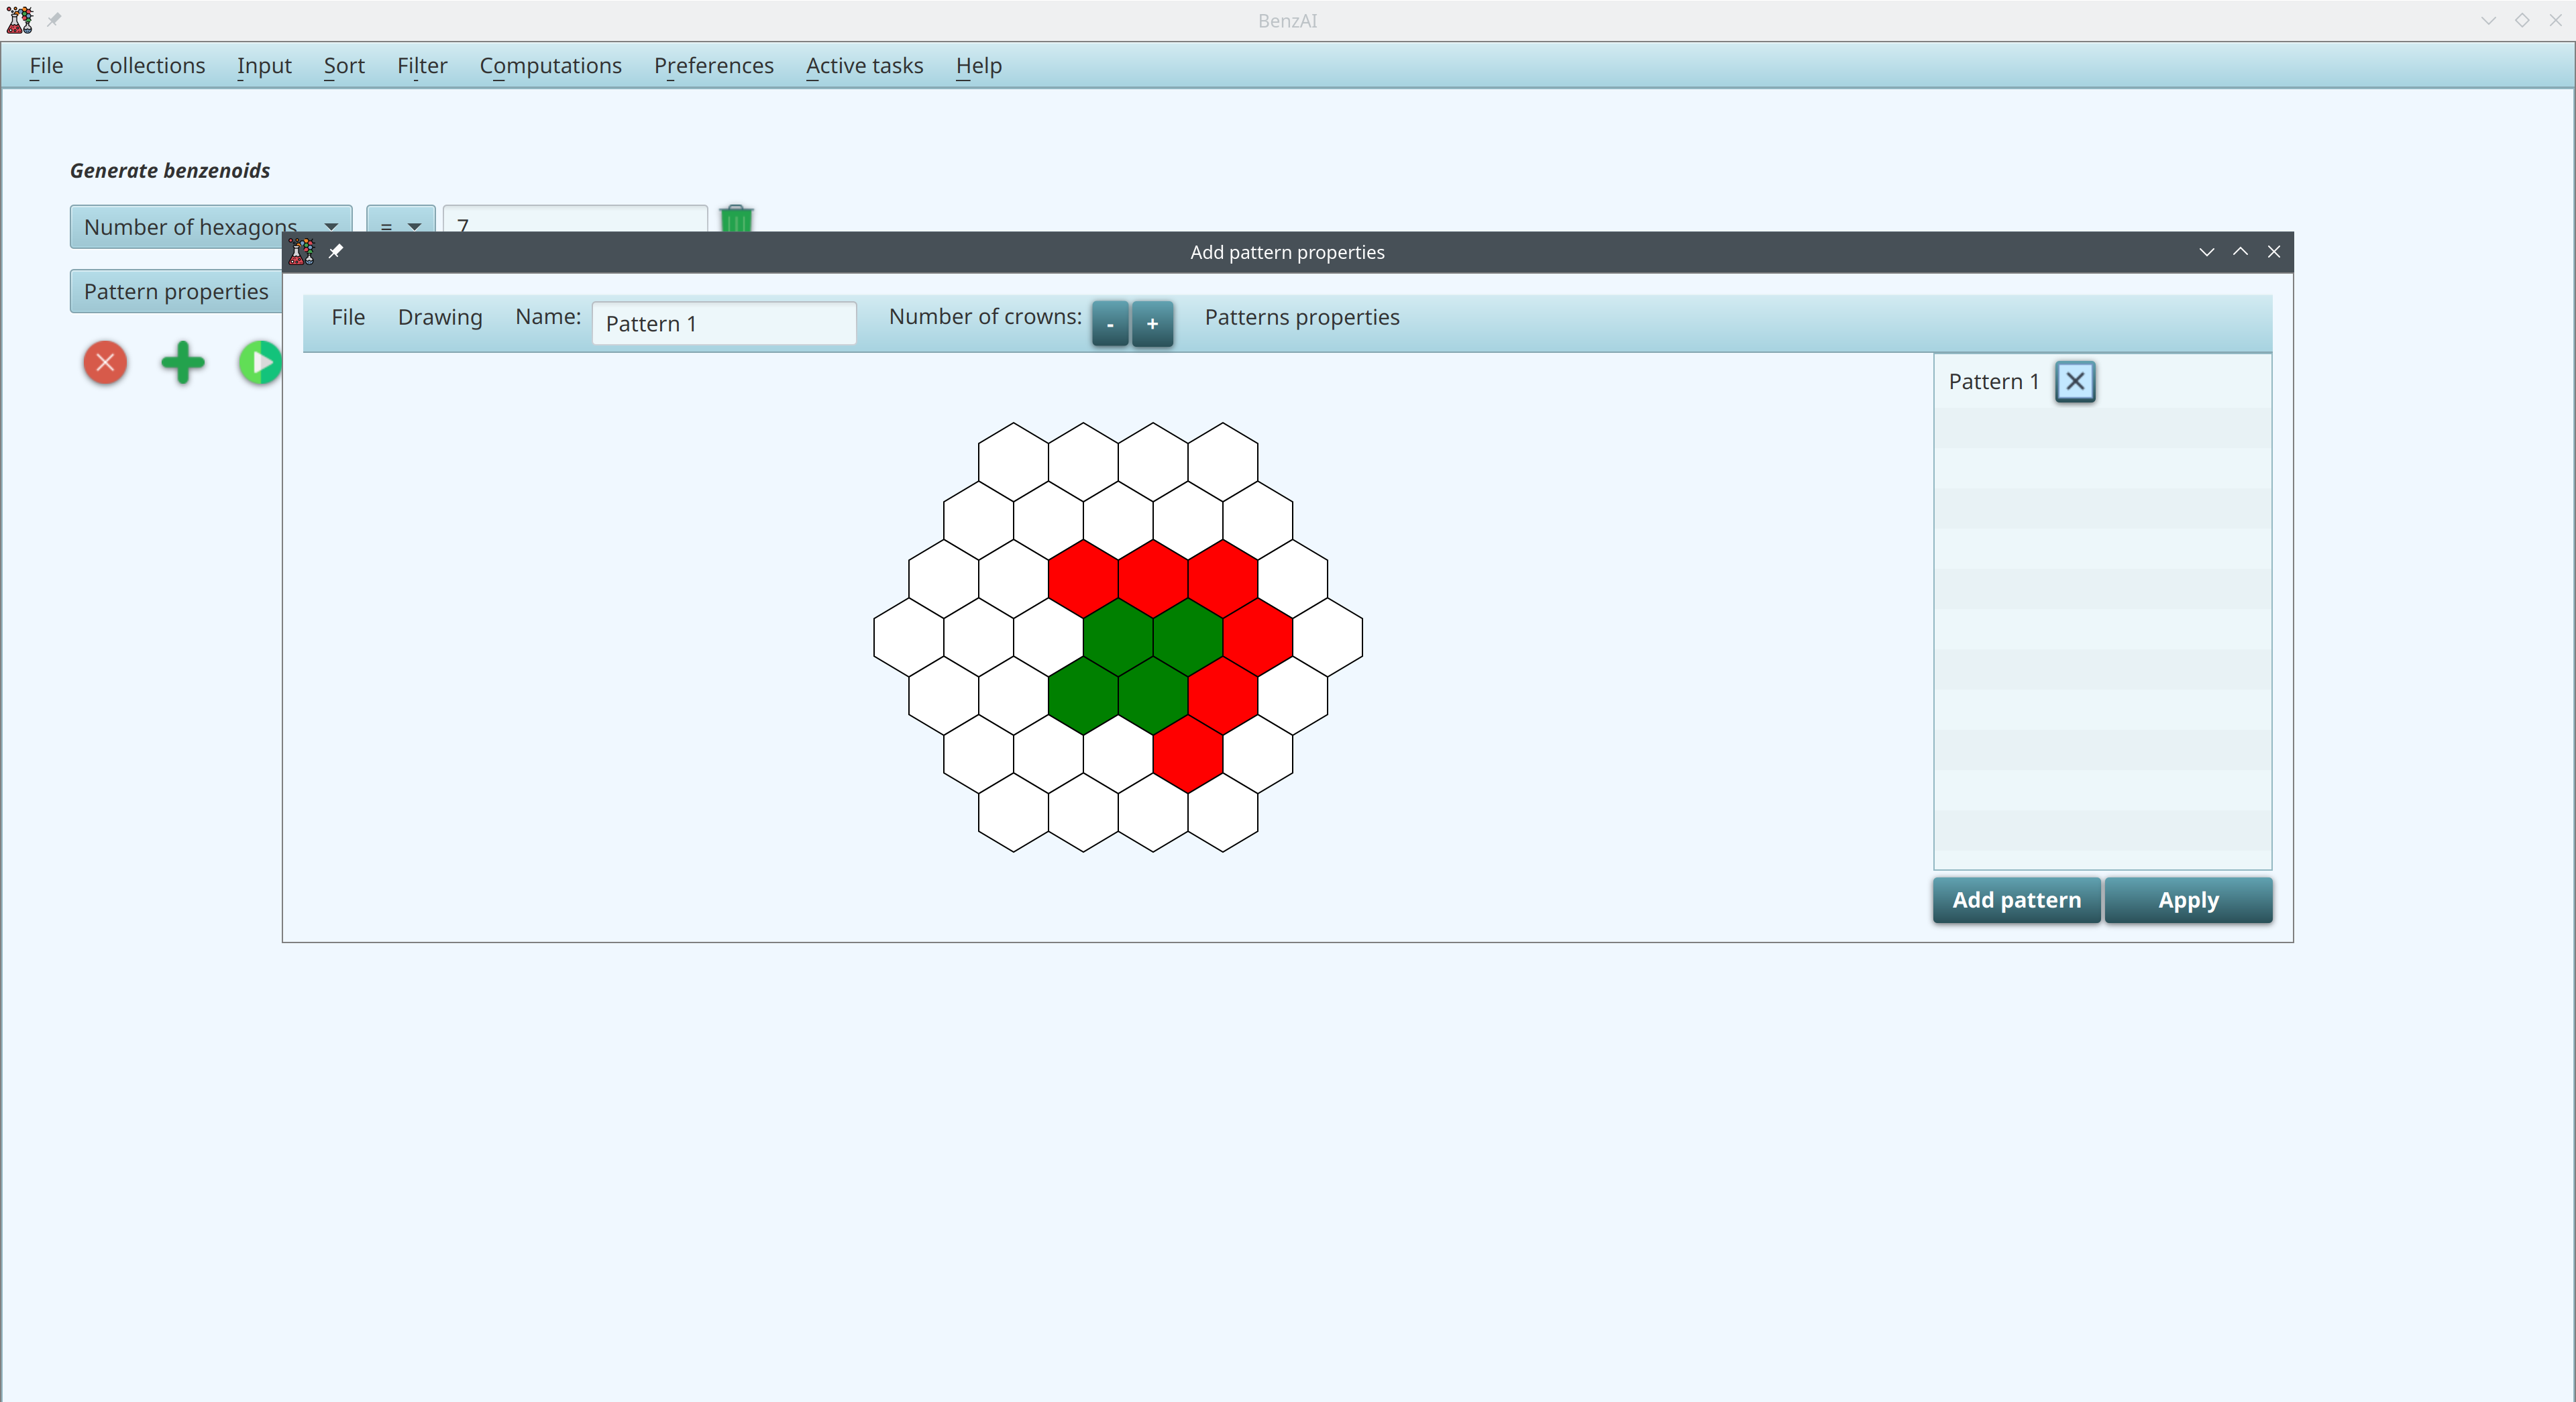 BenzAI
File Collections Input Sort Filter Computations Preferences Active tasks Help
Generate benzenoids
Number of hexagons = 7
Add pattern properties
Pattern properties
File Drawing Name: Pattern 1 Number of crowns: - + Patterns properties
Pattern 1
Add pattern Apply